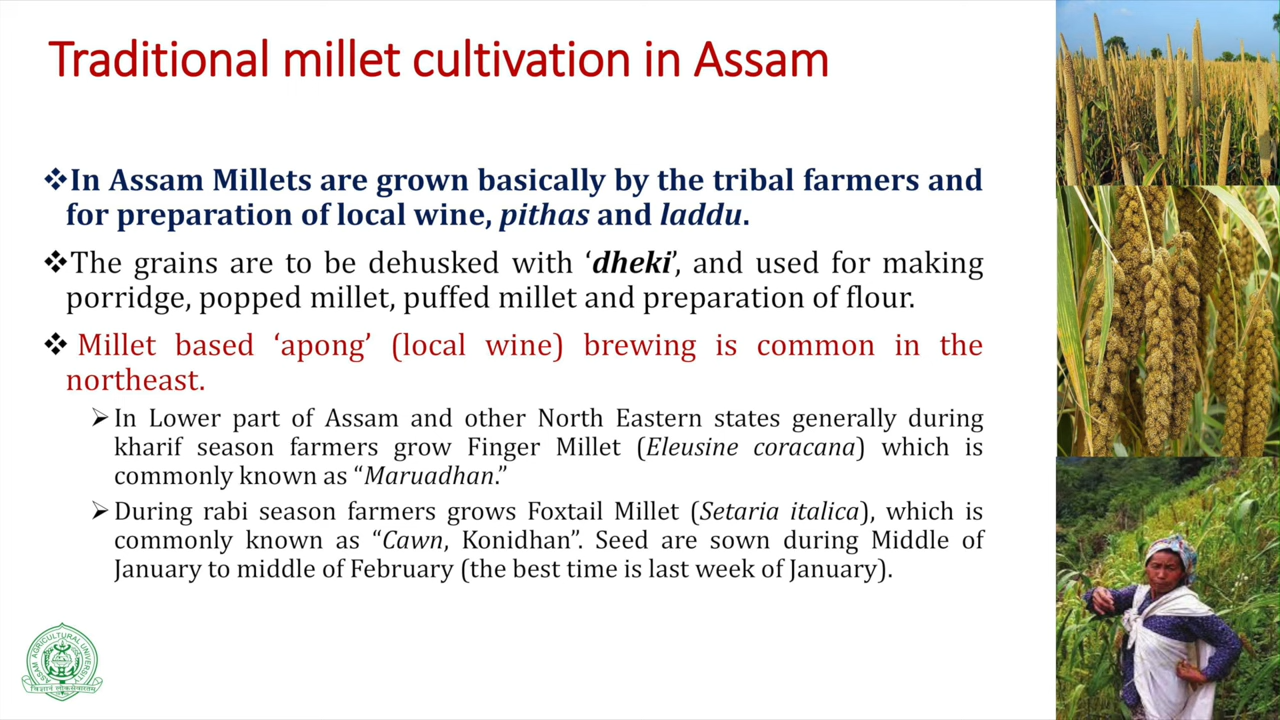 Traditional millet cultivation in Assam
❖In Assam Millets are grown basically by the tribal farmers and
for preparation of local wine, pithas and laddu.
❖The grains are to be dehusked with ‘dheki’, and used for making
porridge, popped millet, puffed millet and preparation of flour.
❖ Millet based ‘apong’ (local wine) brewing is common in the
northeast.
➢In Lower part of Assam and other North Eastern states generally during
kharif season farmers grow Finger Millet (Eleusine coracana) which is
commonly known as “Maruadhan.”
➢During rabi season farmers grows Foxtail Millet (Setaria italica), which is
commonly known as “Cawn, Konidhan”. Seed are sown during Middle of
January to middle of February (the best time is last week of January).
ASSAM AGRICULTURAL UNIVERSITY